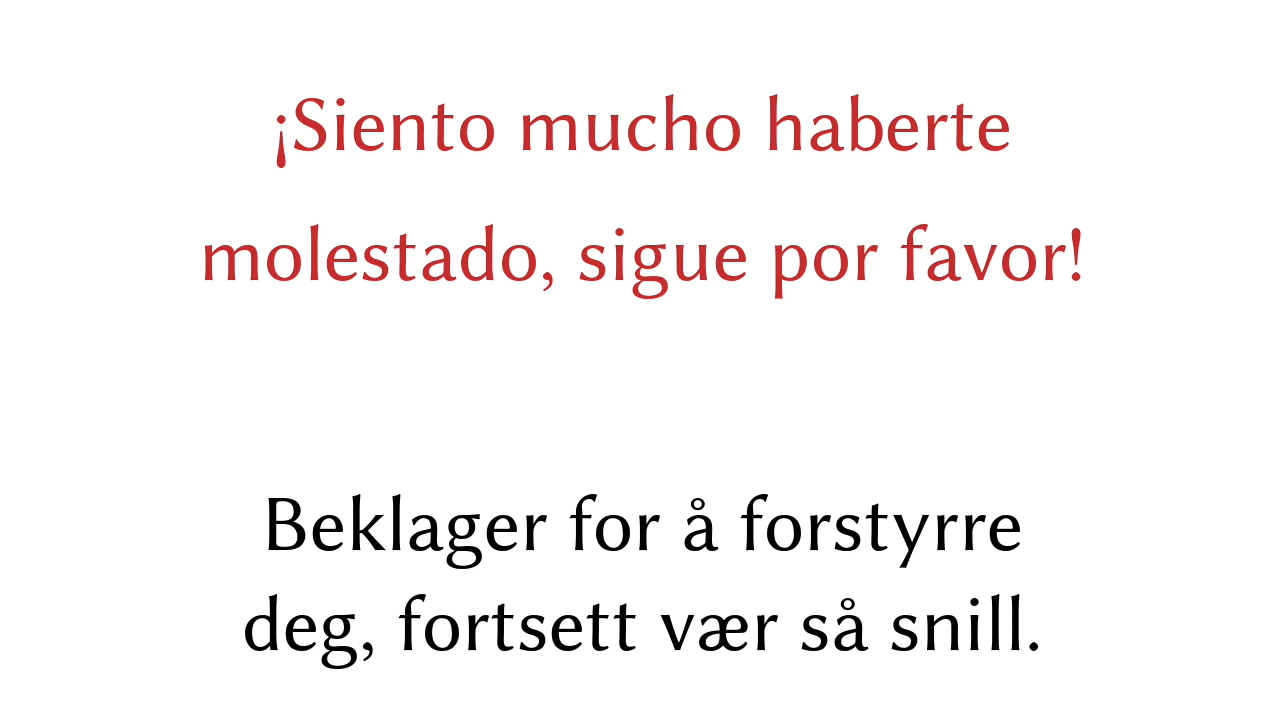 ¡Siento mucho haberte
molestado, sigue por favor!
Beklager for å forstyrre
deg, fortsett vær så snill.